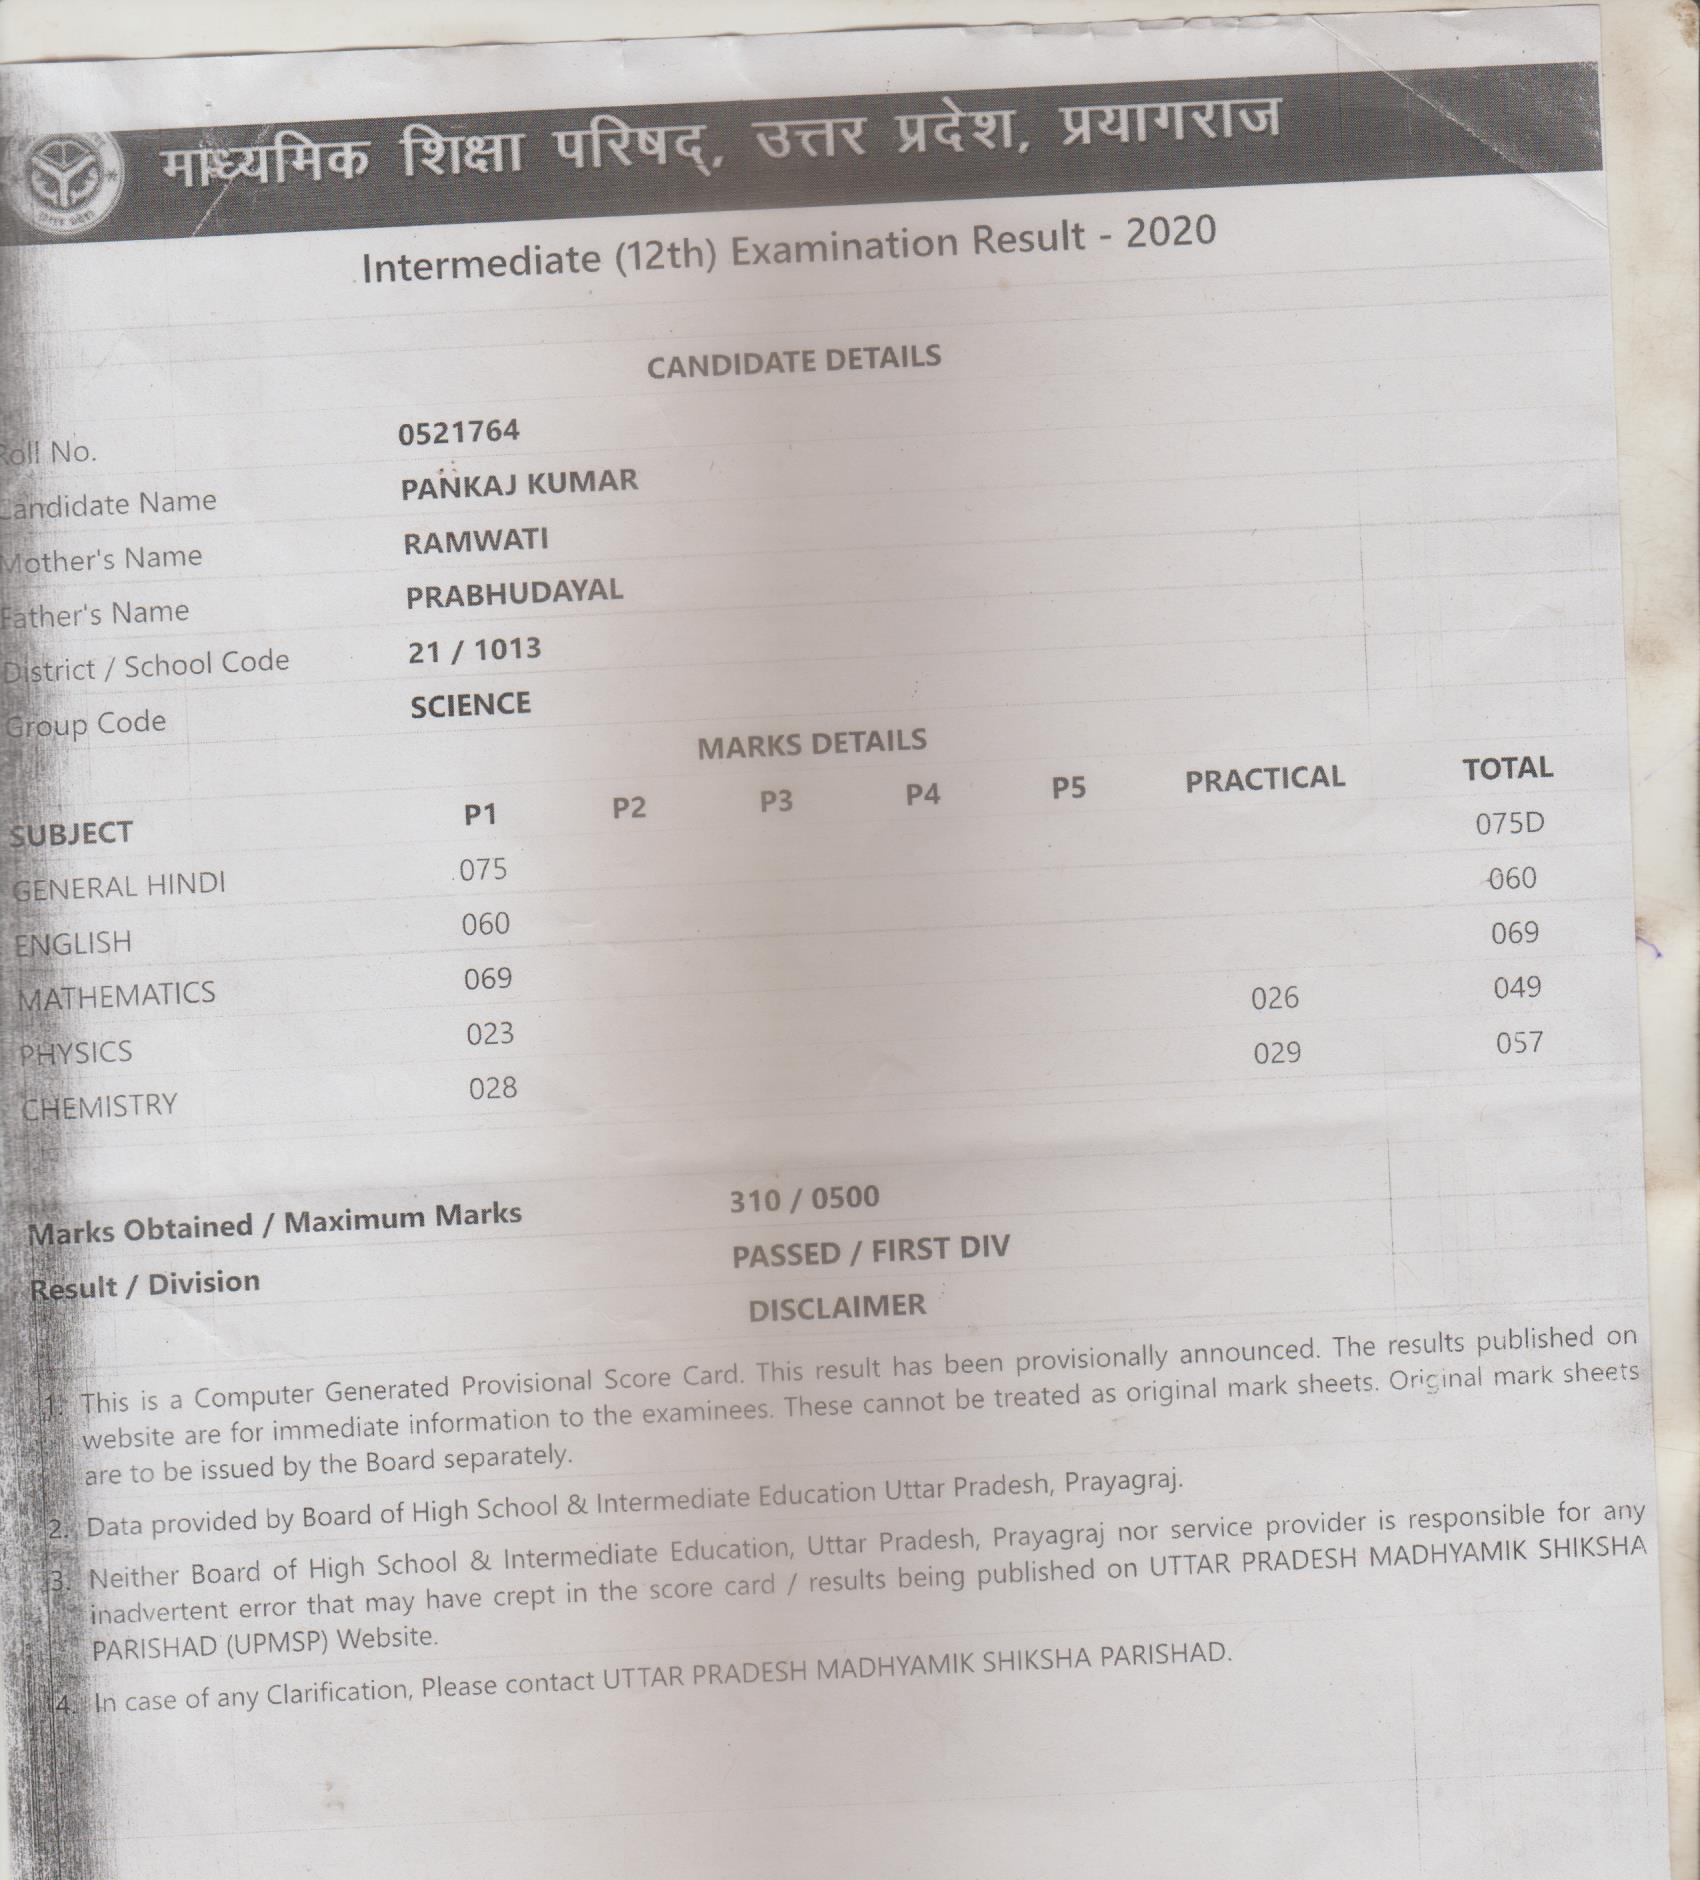 माध्यमिक शिक्षा परिषद्, उत्तर प्रदेश, प्रयागराज
Intermediate (12th) Examination Result - 2020
CANDIDATE DETAILS
Roll No. 0521764
Candidate Name PANKAJ KUMAR
Mother's Name RAMWATI
Father's Name PRABHUDAYAL
District / School Code 21 / 1013
Group Code SCIENCE
MARKS DETAILS
SUBJECT P1 P2 P3 P4 P5 PRACTICAL TOTAL
GENERAL HINDI 075 075D
ENGLISH 060 060
MATHEMATICS 069 069
PHYSICS 023 026 049
CHEMISTRY 028 029 057
Marks Obtained / Maximum Marks 310 / 0500
Result / Division PASSED / FIRST DIV
DISCLAIMER
1. This is a Computer Generated Provisional Score Card. This result has been provisionally announced. The results published on
website are for immediate information to the examinees. These cannot be treated as original mark sheets. Original mark sheets
are to be issued by the Board separately.
2. Data provided by Board of High School & Intermediate Education Uttar Pradesh, Prayagraj.
3. Neither Board of High School & Intermediate Education, Uttar Pradesh, Prayagraj nor service provider is responsible for any
inadvertent error that may have crept in the score card / results being published on UTTAR PRADESH MADHYAMIK SHIKSHA
PARISHAD (UPMSP) Website.
4. In case of any Clarification, Please contact UTTAR PRADESH MADHYAMIK SHIKSHA PARISHAD.